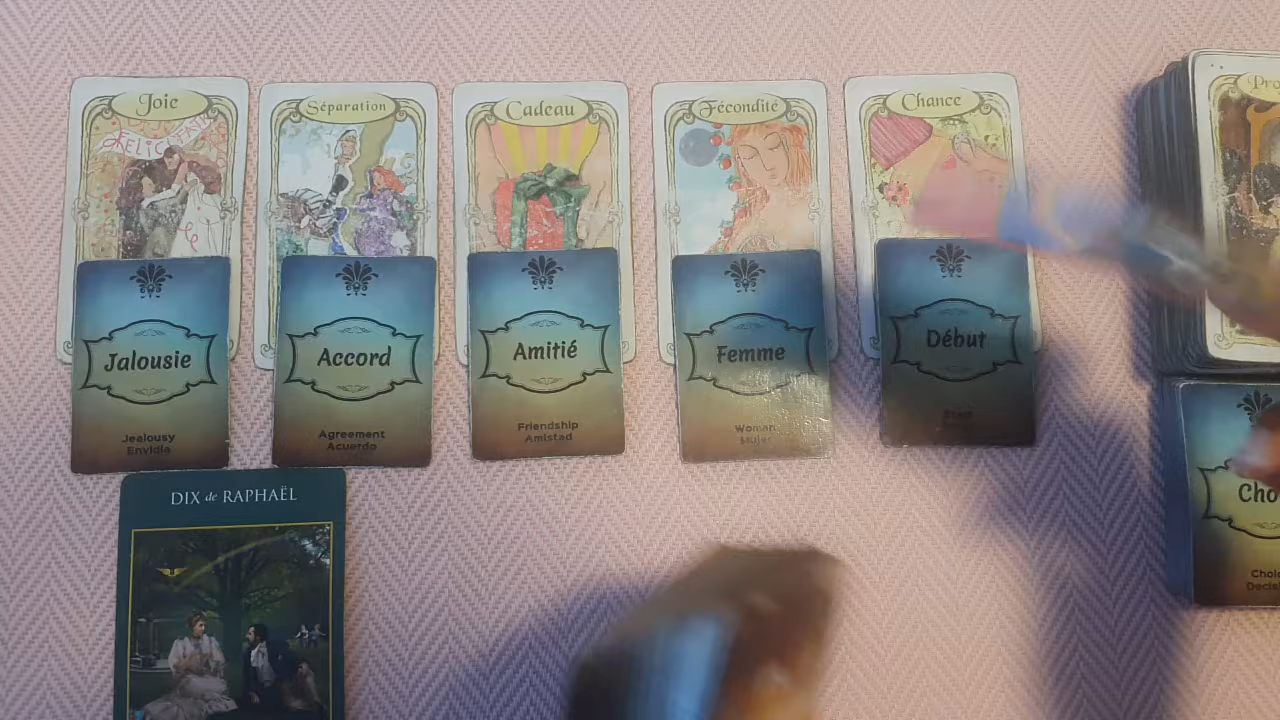 Joie
Séparation
Cadeau
Fécondité
Chance
Jalousie
Jealousy
Envidia
Accord
Agreement
Acuerdo
Amitié
Friendship
Amistad
Femme
Woman
Mujer
Début
Start
DIX de RAPHAËL